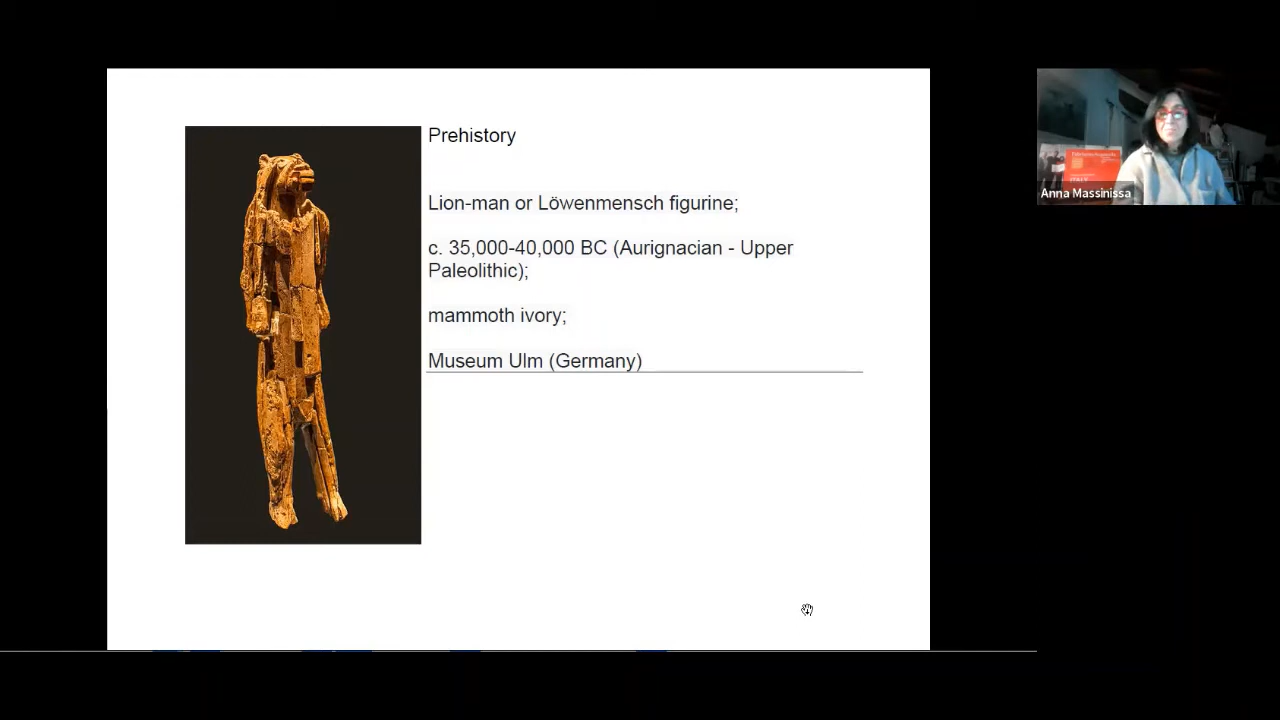 Prehistory
Lion-man or Löwenmensch figurine;
c. 35,000-40,000 BC (Aurignacian - Upper
Paleolithic);
mammoth ivory;
Museum Ulm (Germany)
ITALY
Anna Massinissa